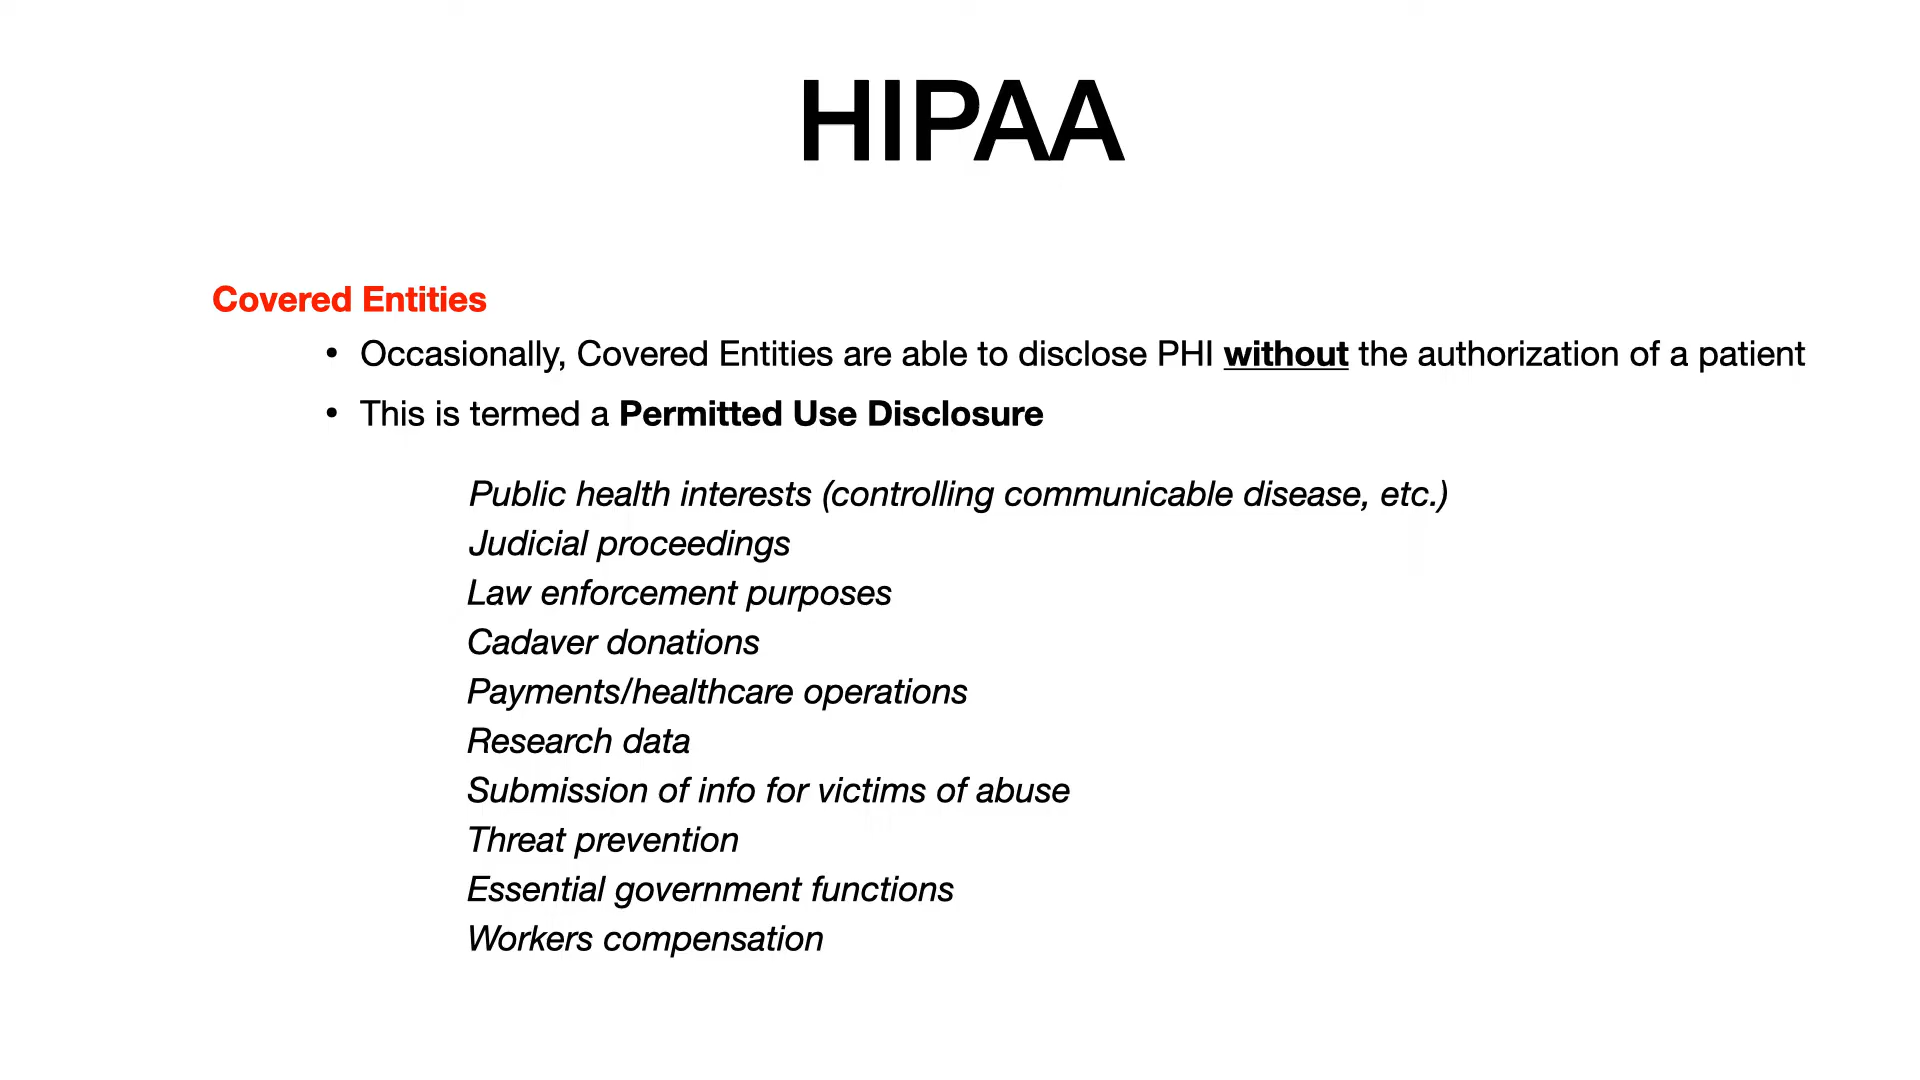 HIPAA
Covered Entities
• Occasionally, Covered Entities are able to disclose PHI without the authorization of a patient
• This is termed a Permitted Use Disclosure
Public health interests (controlling communicable disease, etc.)
Judicial proceedings
Law enforcement purposes
Cadaver donations
Payments/healthcare operations
Research data
Submission of info for victims of abuse
Threat prevention
Essential government functions
Workers compensation